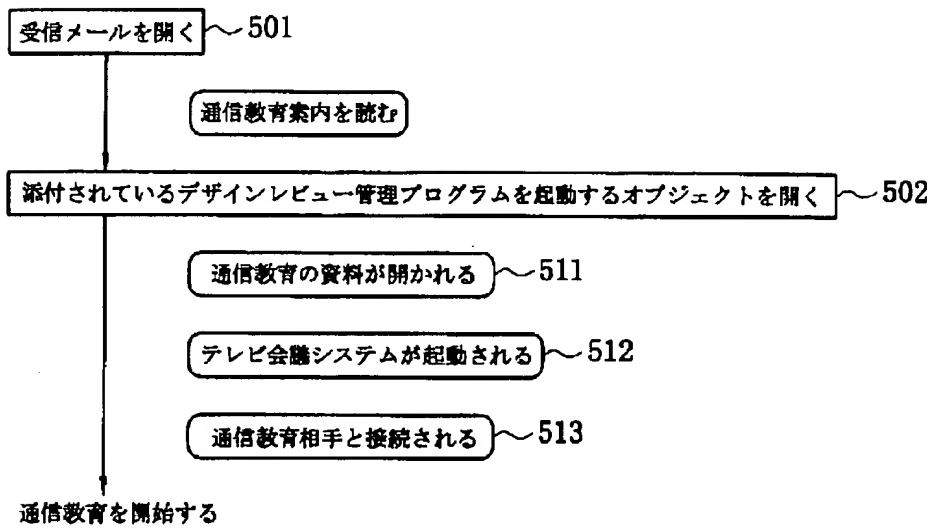 受信メールを開く 501
通信教育案内を読む
添付されているデザインレビュー管理プログラムを起動するオブジェクトを開く 502
通信教育の資料が開かれる 511
テレビ会議システムが起動される 512
通信教育相手と接続される 513
通信教育を開始する